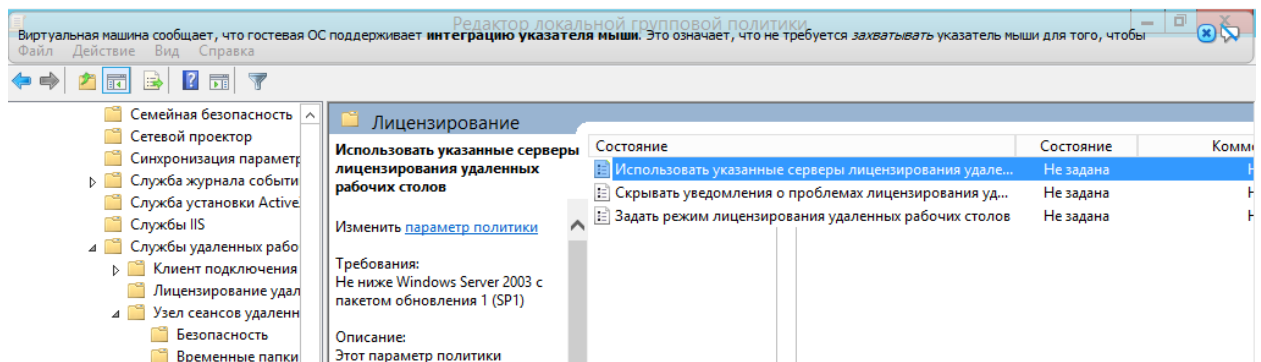 Редактор локальной групповой политики
Виртуальная машина сообщает, что гостевая ОС поддерживает интеграцию указателя мыши. Это означает, что не требуется захватывать указатель мыши для того, чтобы
Файл Действие Вид Справка
Семейная безопасность
Сетевой проектор
Синхронизация параметр
Служба журнала событи
Служба установки Active
Службы IIS
Службы удаленных рабо
Клиент подключения
Лицензирование удал
Узел сеансов удаленн
Безопасность
Временные папки
Лицензирование
Использовать указанные серверы
лицензирования удаленных
рабочих столов
Изменить параметр политики
Требования:
Не ниже Windows Server 2003 с
пакетом обновления 1 (SP1)
Описание:
Этот параметр политики
Состояние Состояние Комме
Использовать указанные серверы лицензирования удале... Не задана Н
Скрывать уведомления о проблемах лицензирования уд... Не задана Н
Задать режим лицензирования удаленных рабочих столов Не задана Н